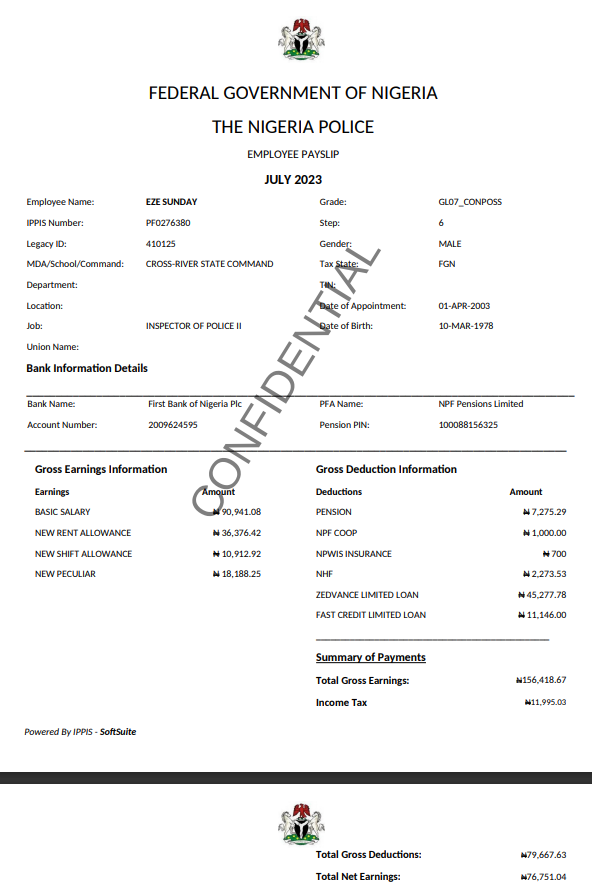 FEDERAL GOVERNMENT OF NIGERIA
THE NIGERIA POLICE
EMPLOYEE PAYSLIP
JULY 2023
Employee Name: EZE SUNDAY Grade: GL07_CONPOSS
IPPIS Number: PF0276380 Step: 6
Legacy ID: 410125 Gender: MALE
MDA/School/Command: CROSS-RIVER STATE COMMAND Tax State: FGN
Department: TIN:
Location: Date of Appointment: 01-APR-2003
Job: INSPECTOR OF POLICE II Date of Birth: 10-MAR-1978
Union Name:
CONFIDENTIAL
Bank Information Details
Bank Name: First Bank of Nigeria Plc PFA Name: NPF Pensions Limited
Account Number: 2009624595 Pension PIN: 100088156325
Gross Earnings Information Gross Deduction Information
Earnings Amount Deductions Amount
BASIC SALARY ₦ 90,941.08 PENSION ₦ 7,275.29
NEW RENT ALLOWANCE ₦ 36,376.42 NPF COOP ₦ 1,000.00
NEW SHIFT ALLOWANCE ₦ 10,912.92 NPWIS INSURANCE ₦ 700
NEW PECULIAR ₦ 18,188.25 NHF ₦ 2,273.53
ZEDVANCE LIMITED LOAN ₦ 45,277.78
FAST CREDIT LIMITED LOAN ₦ 11,146.00
Summary of Payments
Total Gross Earnings: ₦156,418.67
Income Tax ₦11,995.03
Powered By IPPIS - SoftSuite
Total Gross Deductions: ₦79,667.63
Total Net Earnings: ₦76,751.04